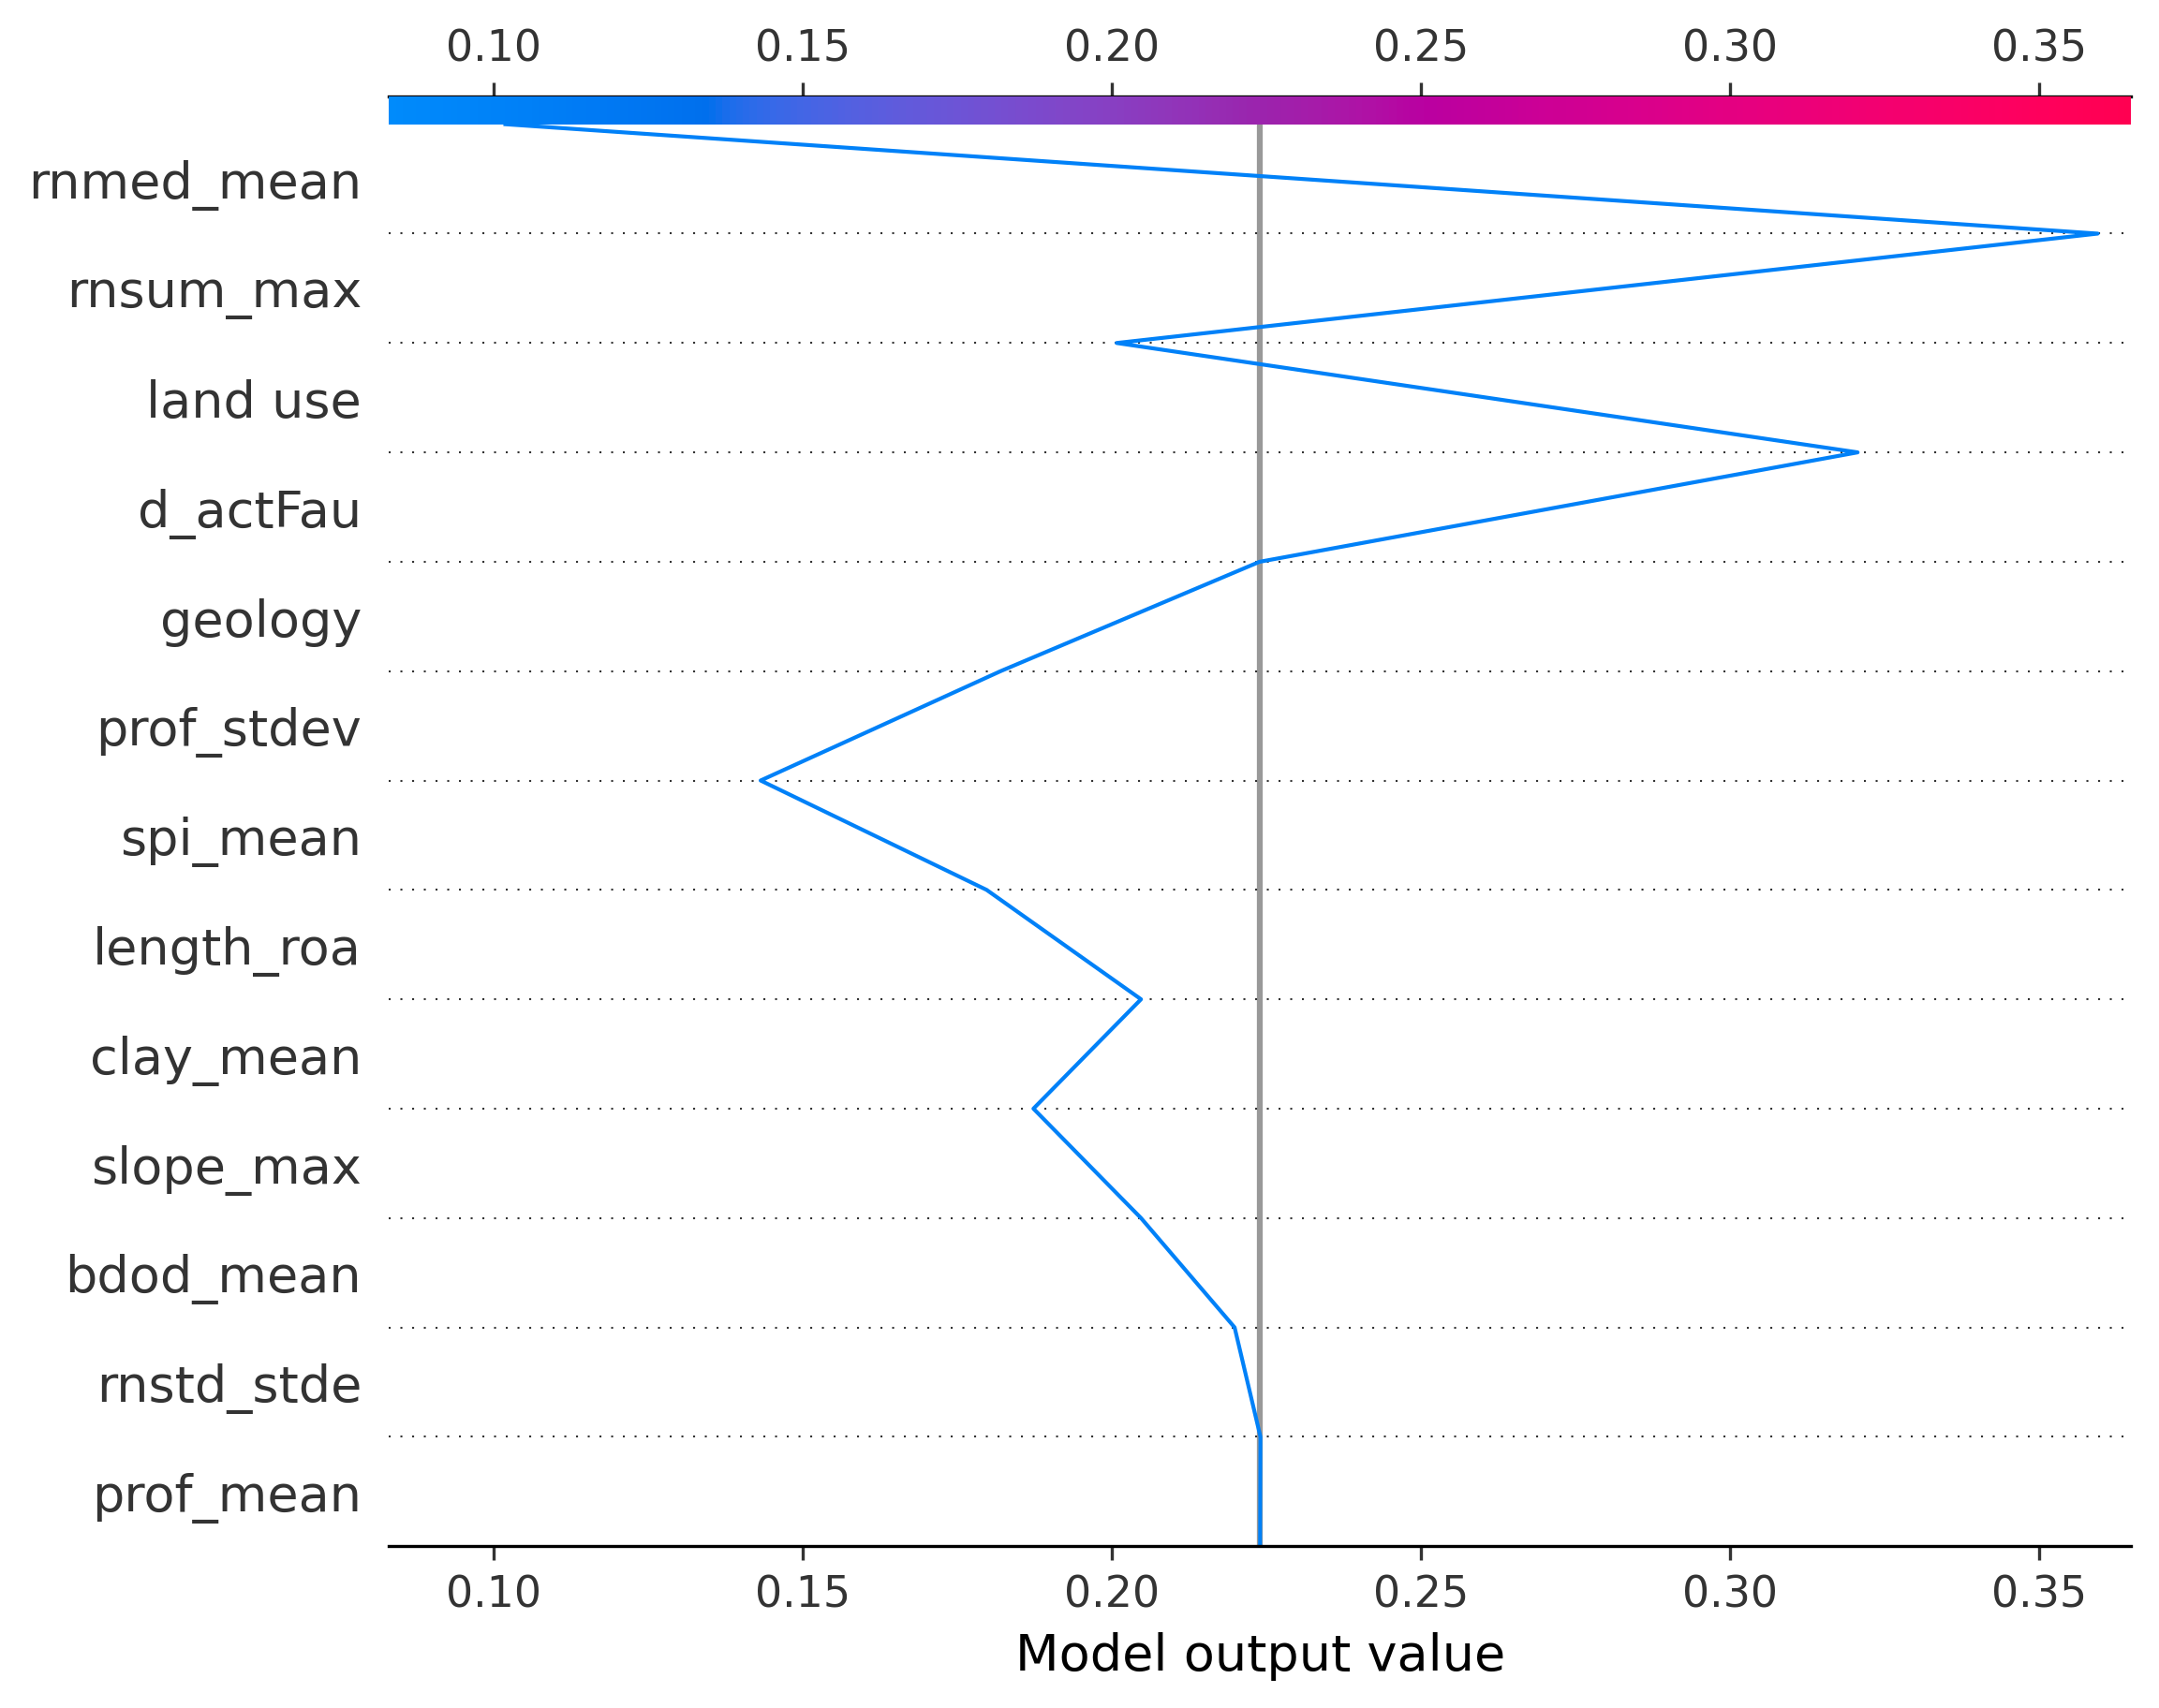 0.10 0.15 0.20 0.25 0.30 0.35
rnmed_mean
rnsum_max
land use
d_actFau
geology
prof_stdev
spi_mean
length_roa
clay_mean
slope_max
bdod_mean
rnstd_stde
prof_mean
0.10 0.15 0.20 0.25 0.30 0.35
Model output value